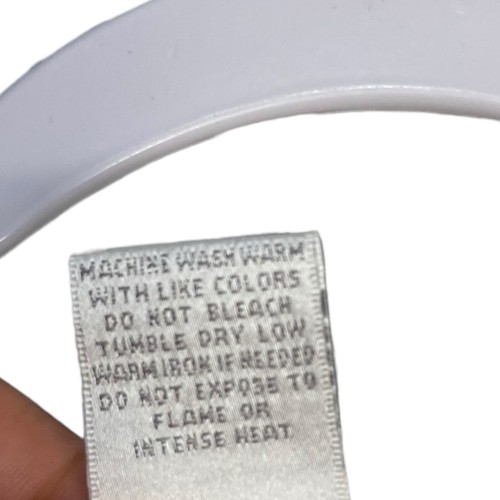 MACHINE WASH WARM
WITH LIKE COLORS
DO NOT BLEACH
TUMBLE DRY LOW
WARM IRON IF NEEDED
DO NOT EXPOSE TO
FLAME OR
INTENSE HEAT